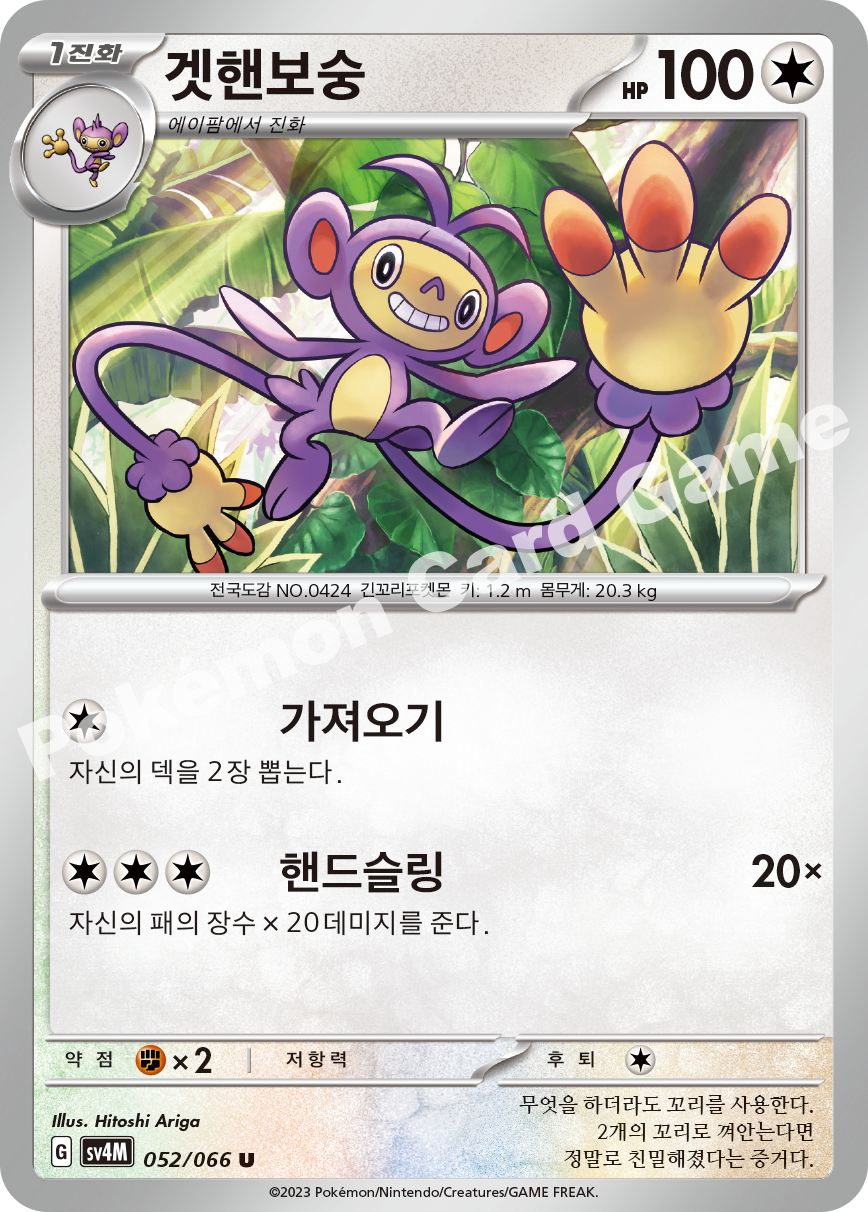 1진화
겟핸보숭
HP 100
에이팜에서 진화
전국도감 NO.0424 긴꼬리포켓몬 키: 1.2 m 몸무게: 20.3 kg
Pokémon Card Game
가져오기
자신의 덱을 2장 뽑는다.
핸드슬링 20×
자신의 패의 장수 × 20데미지를 준다.
약점 ×2 저항력 후퇴
무엇을 하더라도 꼬리를 사용한다.
2개의 꼬리로 껴안는다면
정말로 친밀해졌다는 증거다.
Illus. Hitoshi Ariga
G SV4M 052/066 U
©2023 Pokémon/Nintendo/Creatures/GAME FREAK.